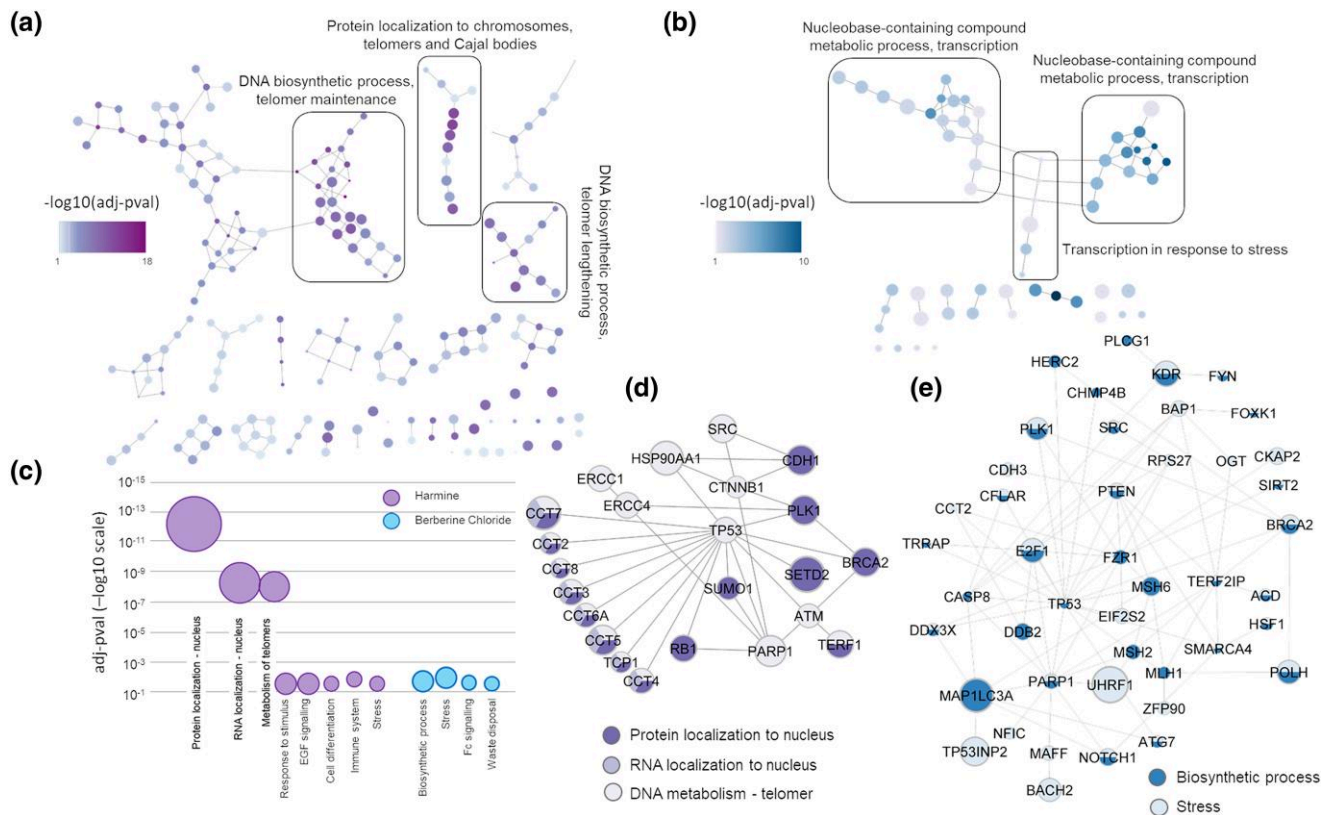 (a)
Protein localization to chromosomes,
telomers and Cajal bodies
DNA biosynthetic process,
telomer maintenance
DNA biosynthetic process,
telomer lengthening
-log10(adj-pval)
1
18
(b)
Nucleobase-containing compound
metabolic process, transcription
Nucleobase-containing compound
metabolic process, transcription
-log10(adj-pval)
1
10
Transcription in response to stress
(c)
adj-pval (−log10 scale)
10-15
10-13
10-11
10-9
10-7
10-5
10-3
10-1
Harmine
Berberine Chloride
Protein localization - nucleus
RNA localization - nucleus
Metabolism of telomers
Response to stimulus
EGF signalling
Cell differentiation
Immune system
Stress
Biosynthetic process
Stress
Fc signalling
Waste disposal
(d)
SRC
HSP90AA1
CDH1
ERCC1
CTNNB1
ERCC4
CCT7
PLK1
TP53
CCT2
BRCA2
CCT8
SETD2
CCT3
SUMO1
CCT6A
ATM
CCT5
RB1
TERF1
TCP1
PARP1
CCT4
Protein localization to nucleus
RNA localization to nucleus
DNA metabolism - telomer
(e)
PLCG1
HERC2
KDR
FYN
CHMP4B
BAP1
FOXK1
PLK1
SRC
CKAP2
RPS27
OGT
CDH3
SIRT2
PTEN
CFLAR
CCT2
BRCA2
TRRAP
E2F1
FZR1
TERF2IP
MSH6
CASP8
ACD
TP53
EIF2S2
HSF1
DDX3X
DDB2
MSH2
SMARCA4
MLH1
POLH
PARP1
UHRF1
MAP1LC3A
ZFP90
NFIC
ATG7
TP53INP2
MAFF
NOTCH1
BACH2
Biosynthetic process
Stress